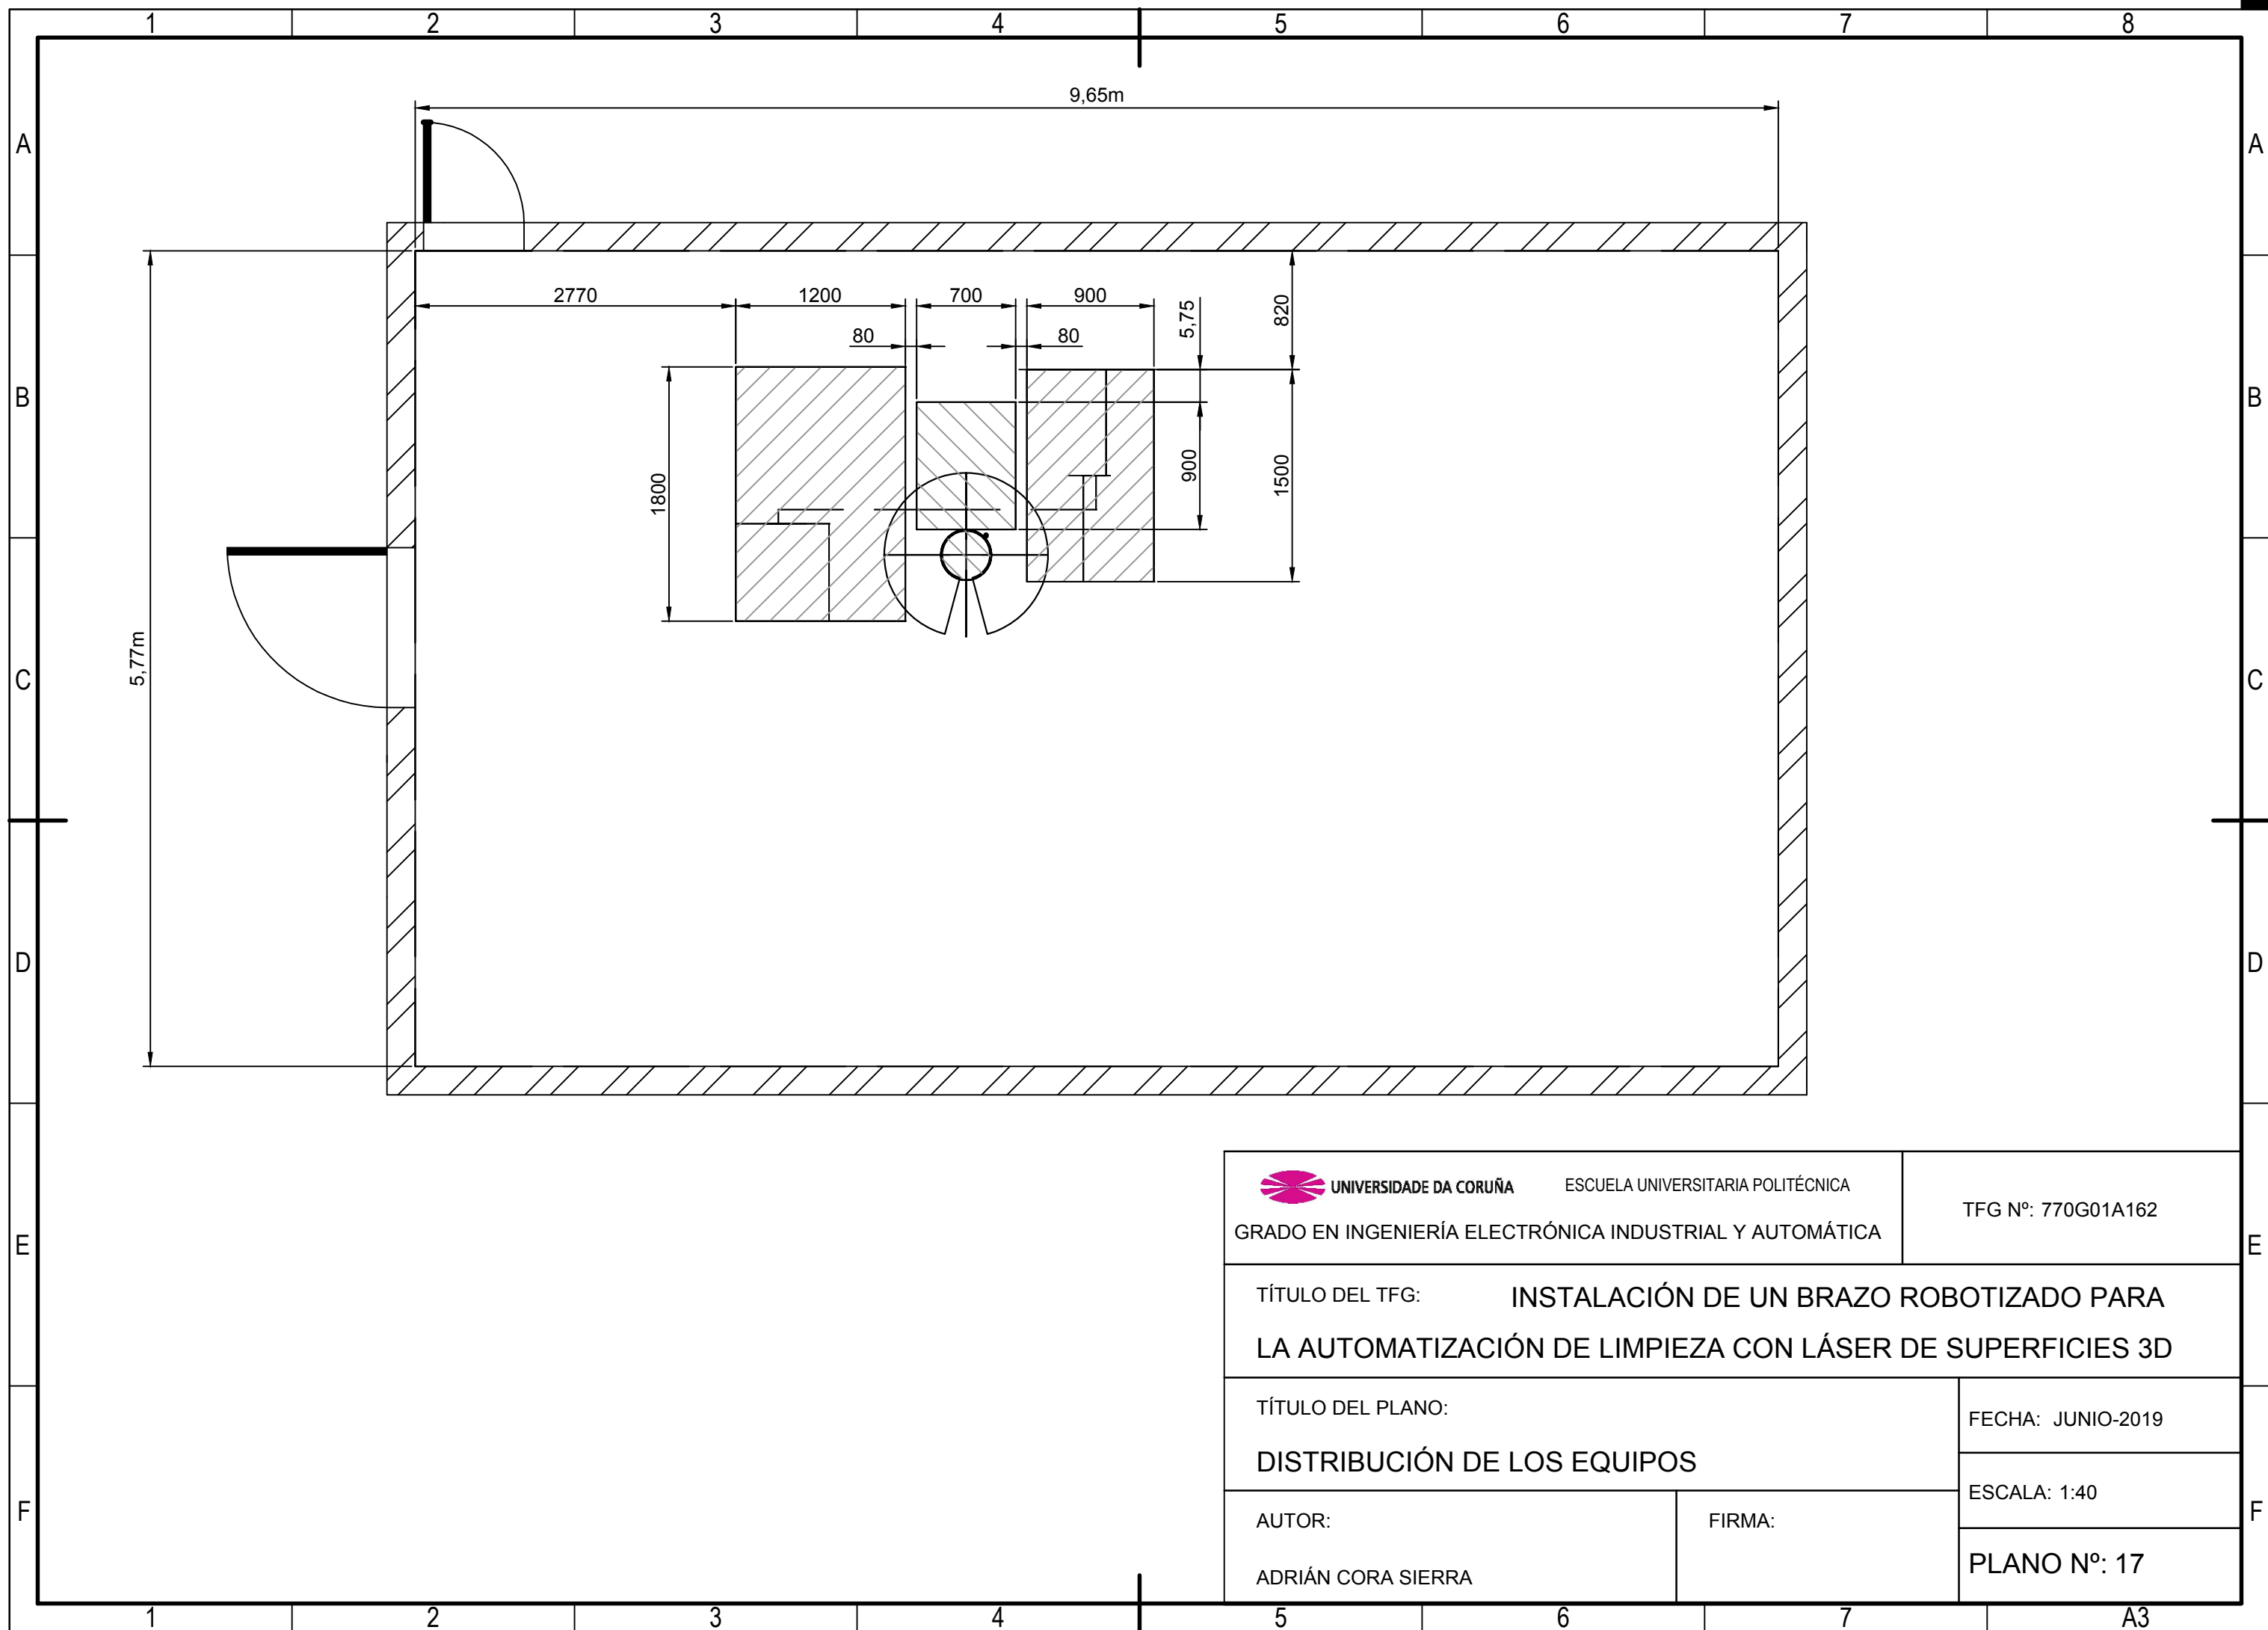 1 2 3 4 5 6 7 8
9,65m
A A
2770 1200 700 900
80 80
5,75
820
B B
1800
900
1500
5,77m
C C
D D
UNIVERSIDADE DA CORUÑA ESCUELA UNIVERSITARIA POLITÉCNICA
GRADO EN INGENIERÍA ELECTRÓNICA INDUSTRIAL Y AUTOMÁTICA
TFG Nº: 770G01A162
E E
TÍTULO DEL TFG: INSTALACIÓN DE UN BRAZO ROBOTIZADO PARA
LA AUTOMATIZACIÓN DE LIMPIEZA CON LÁSER DE SUPERFICIES 3D
TÍTULO DEL PLANO:
DISTRIBUCIÓN DE LOS EQUIPOS
FECHA: JUNIO-2019
ESCALA: 1:40
F F
AUTOR:
ADRIÁN CORA SIERRA
FIRMA:
PLANO Nº: 17
1 2 3 4 5 6 7 A3